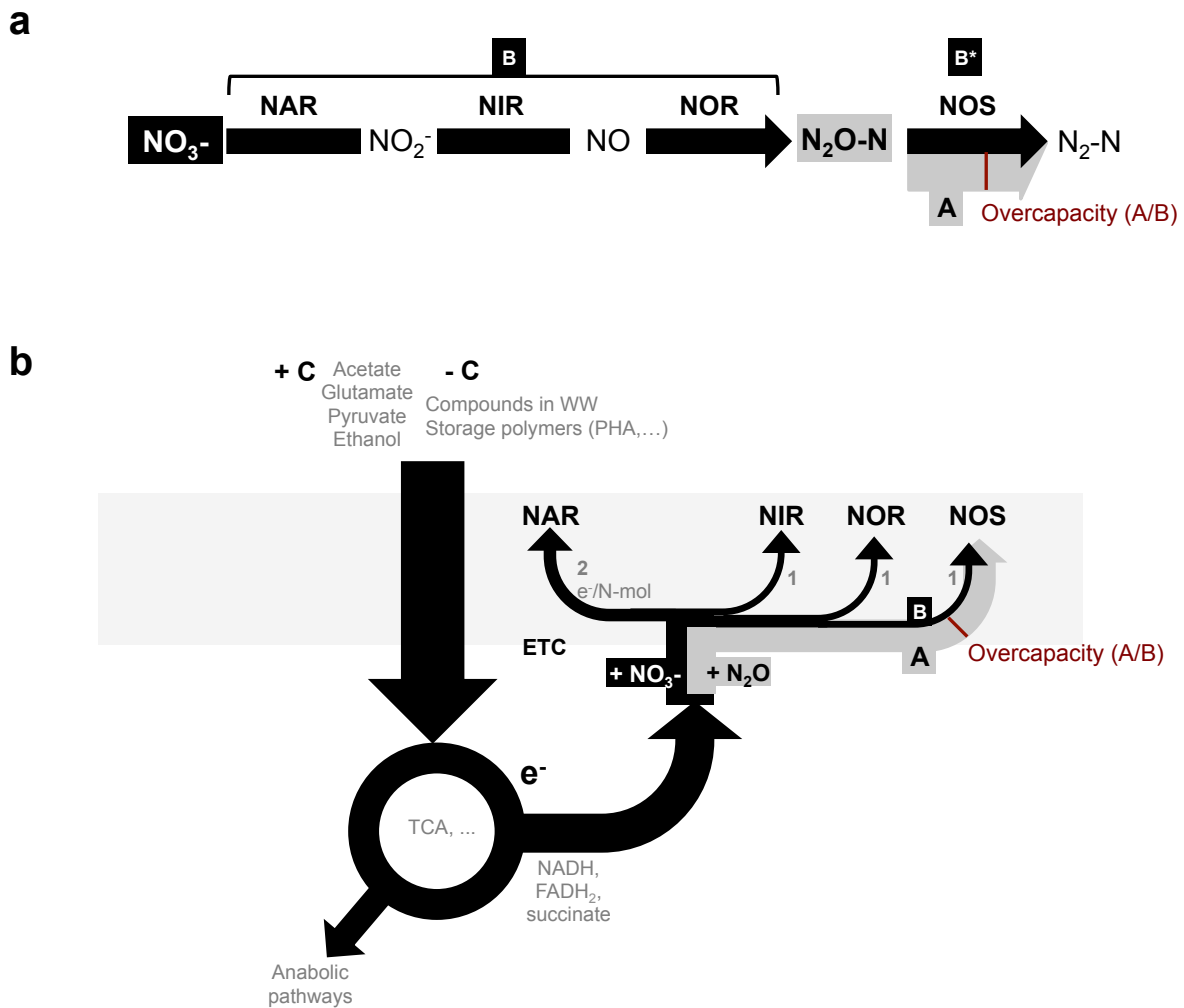 a
B
B*
NAR
NIR
NOR
NOS
NO₃-
NO₂⁻
NO
N₂O-N
N₂-N
A
Overcapacity (A/B)
b
+ C
Acetate
Glutamate
Pyruvate
Ethanol
- C
Compounds in WW
Storage polymers (PHA,…)
NAR
NIR
NOR
NOS
2
e⁻/N-mol
1
1
1
B
ETC
A
Overcapacity (A/B)
+ NO₃-
+ N₂O
e⁻
TCA, ...
NADH,
FADH₂,
succinate
Anabolic
pathways